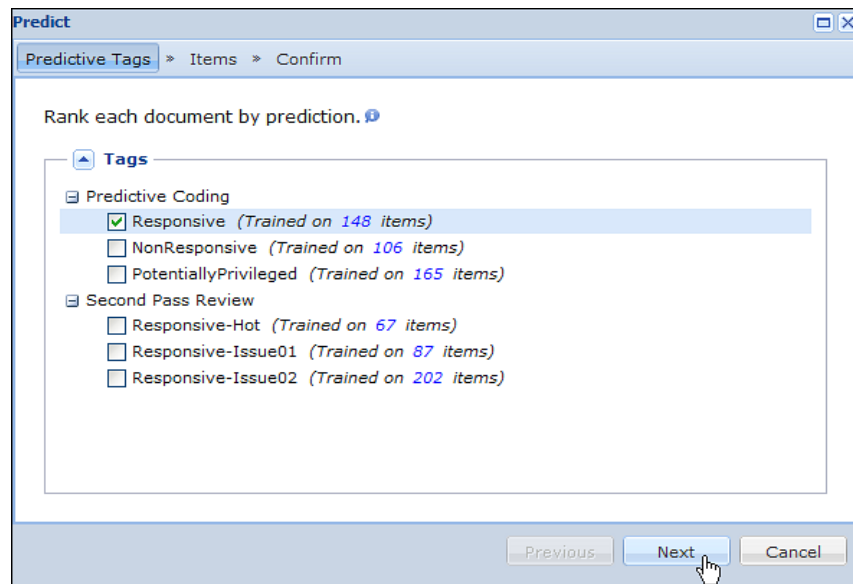 Predict
Predictive Tags » Items » Confirm
Rank each document by prediction.
Tags
Predictive Coding
Responsive (Trained on 148 items)
NonResponsive (Trained on 106 items)
PotentiallyPrivileged (Trained on 165 items)
Second Pass Review
Responsive-Hot (Trained on 67 items)
Responsive-Issue01 (Trained on 87 items)
Responsive-Issue02 (Trained on 202 items)
Previous Next Cancel